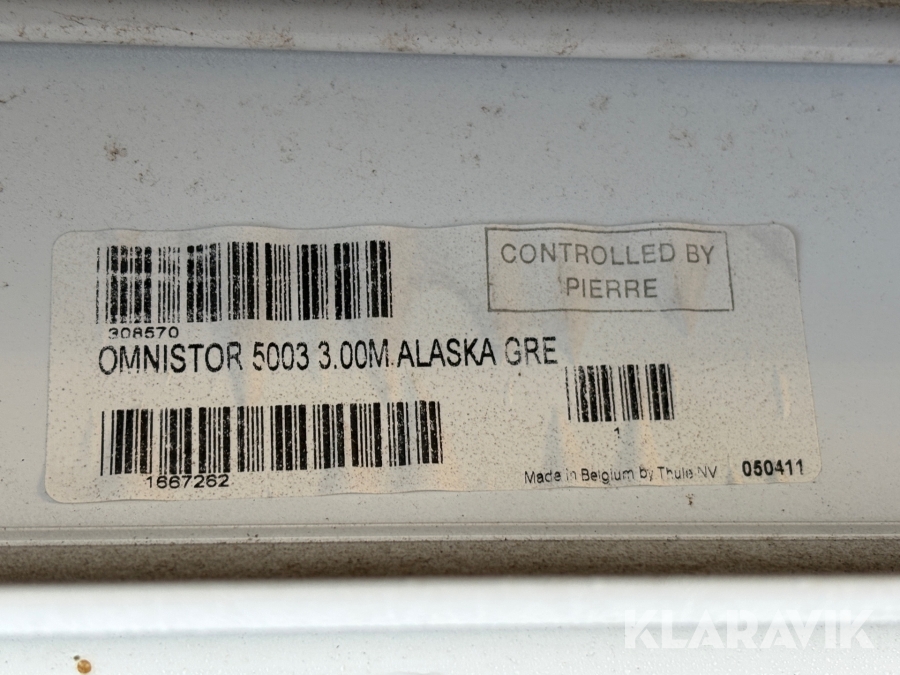 CONTROLLED BY
PIERRE
308570
OMNISTOR 5003 3.00M.ALASKA GRE
1
1667262
Made in Belgium by Thule NV 050411
KLARAVIK